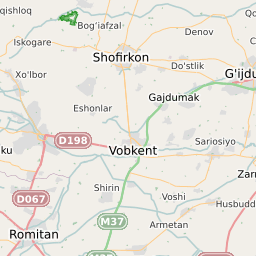 qishloq
Bog'iafzal
Iskogare
Denov
Shofirkon
Do'stlik
Xo'lbor
G'ijdu
Gajdumak
Eshonlar
D198
Sariosiyo
Vobkent
ku
Shirin
Zar
D067
Voshi
Husbudd
M37
Armetan
Romitan